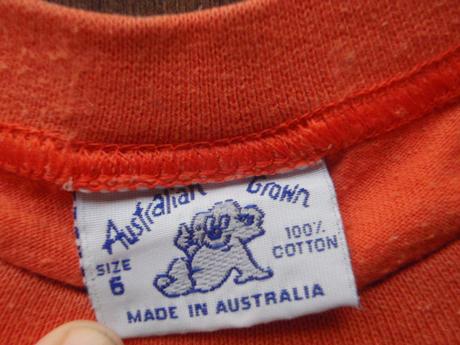 Australian Grown
SIZE
6
100%
COTTON
MADE IN AUSTRALIA